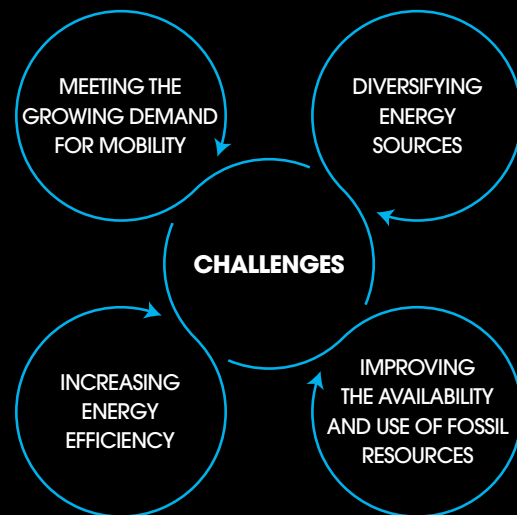 MEETING THE
GROWING DEMAND
FOR MOBILITY
DIVERSIFYING
ENERGY
SOURCES
CHALLENGES
INCREASING
ENERGY
EFFICIENCY
IMPROVING
THE AVAILABILITY
AND USE OF FOSSIL
RESOURCES